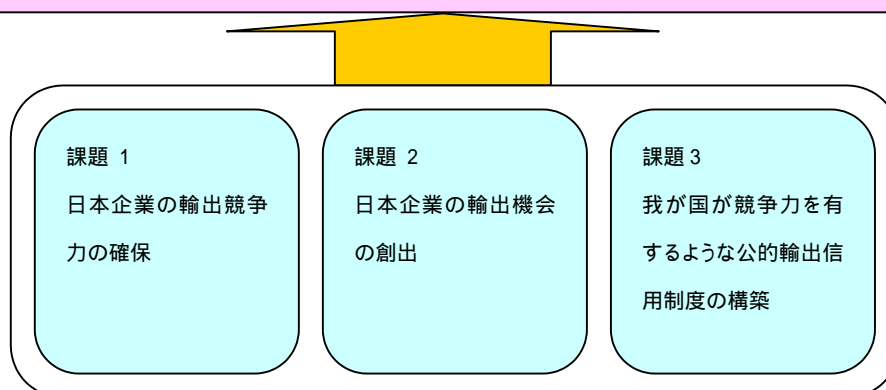 課題 1
日本企業の輸出競争
力の確保
課題 2
日本企業の輸出機会
の創出
課題 3
我が国が競争力を有
するような公的輸出信
用制度の構築